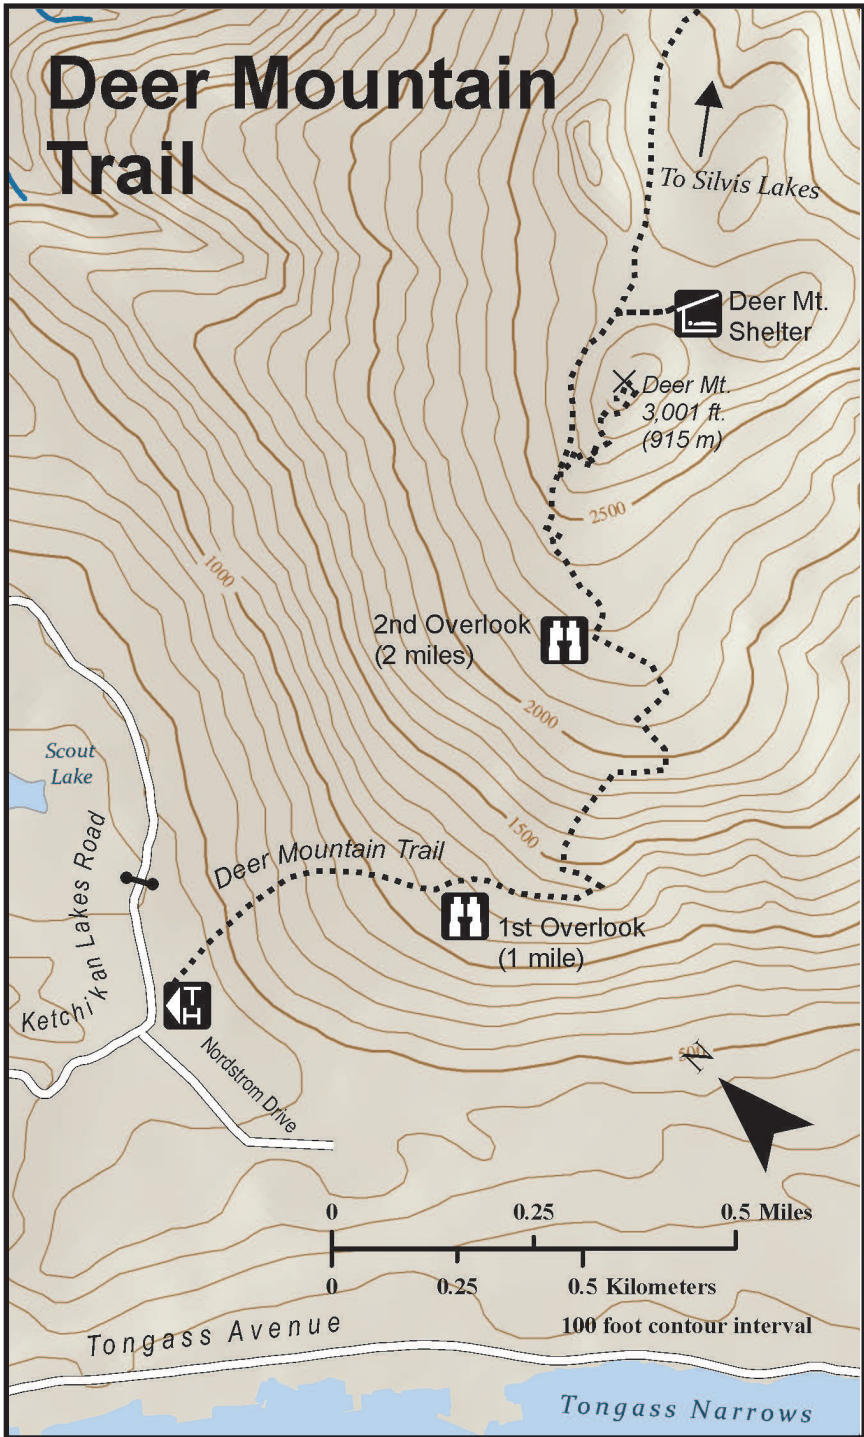 Deer Mountain
Trail
To Silvis Lakes
Deer Mt.
Shelter
Deer Mt.
3,001 ft.
(915 m)
2500
1000
2nd Overlook
(2 miles)
2000
Scout
Lake
1500
Deer Mountain Trail
Ketchikan Lakes Road
1st Overlook
(1 mile)
T
H
Nordstrom Drive
500
N
0 0.25 0.5 Miles
0 0.25 0.5 Kilometers
100 foot contour interval
Tongass Avenue
Tongass Narrows